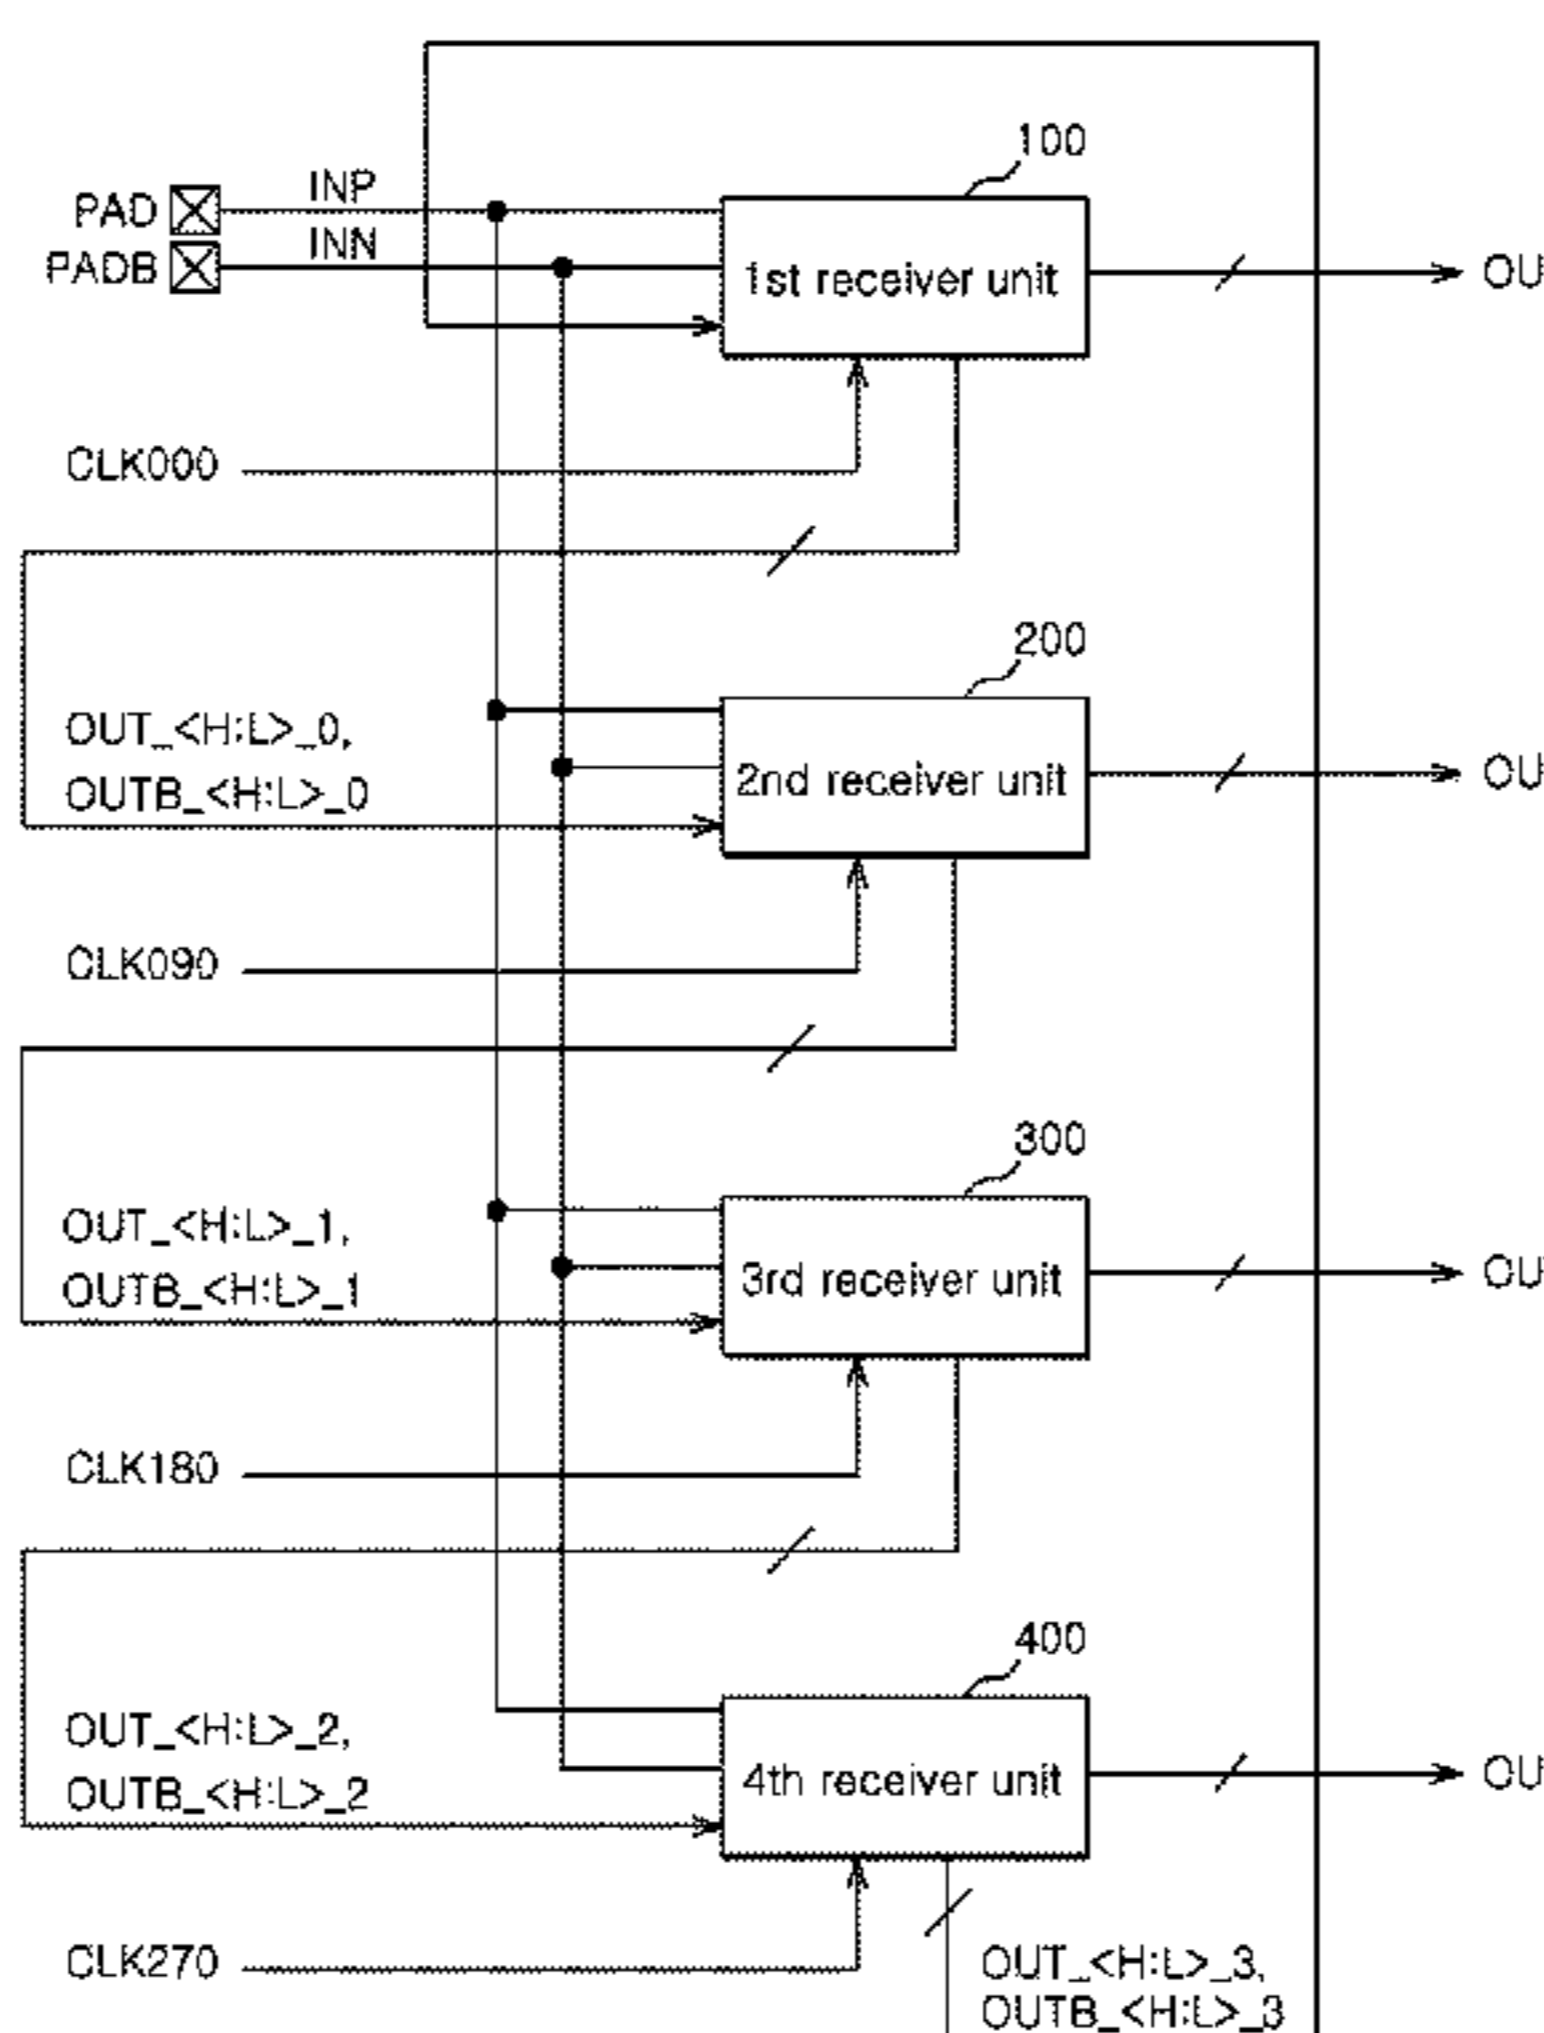 100
PAD
INP
PADB
INN
1st receiver unit
OU
CLK000
200
OUT_<H:L>_0,
OUTB_<H:L>_0
2nd receiver unit
OU
CLK090
300
OUT_<H:L>_1,
OUTB_<H:L>_1
3rd receiver unit
OU
CLK180
400
OUT_<H:L>_2,
OUTB_<H:L>_2
4th receiver unit
OU
CLK270
OUT_<H:L>_3,
OUTB_<H:L>_3